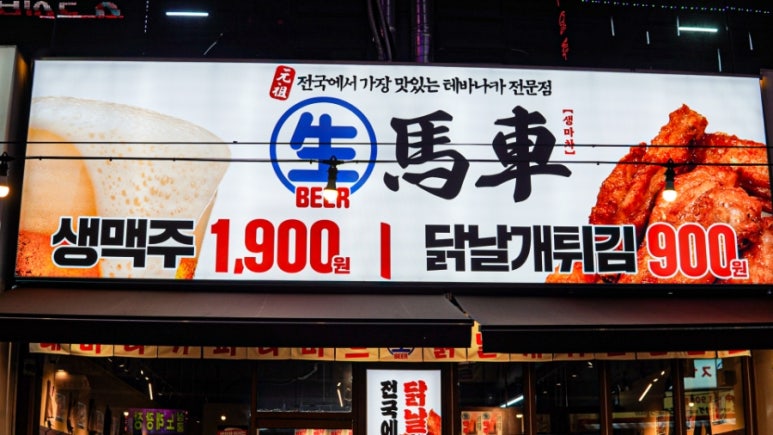 元祖 전국에서 가장 맛있는 테바나카 전문점
生 馬車 [생마차]
BEER
생맥주 1,900원 | 닭날개튀김 900원
BEER
닭날
전국에